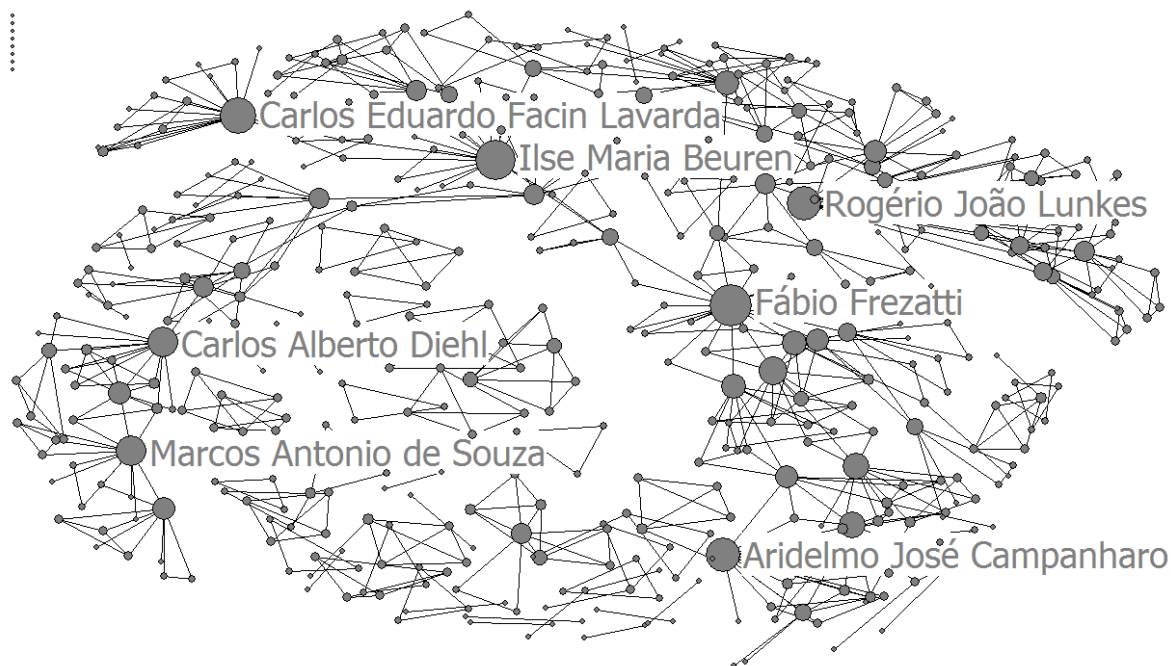 Carlos Eduardo Facin Lavarda
Ilse Maria Beuren
Rogério João Lunkes
Fábio Frezatti
Carlos Alberto Diehl
Marcos Antonio de Souza
Aridelmo José Campanharo